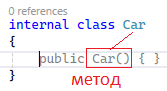 0 references
internal class Car
{
public Car() { }
}
метод